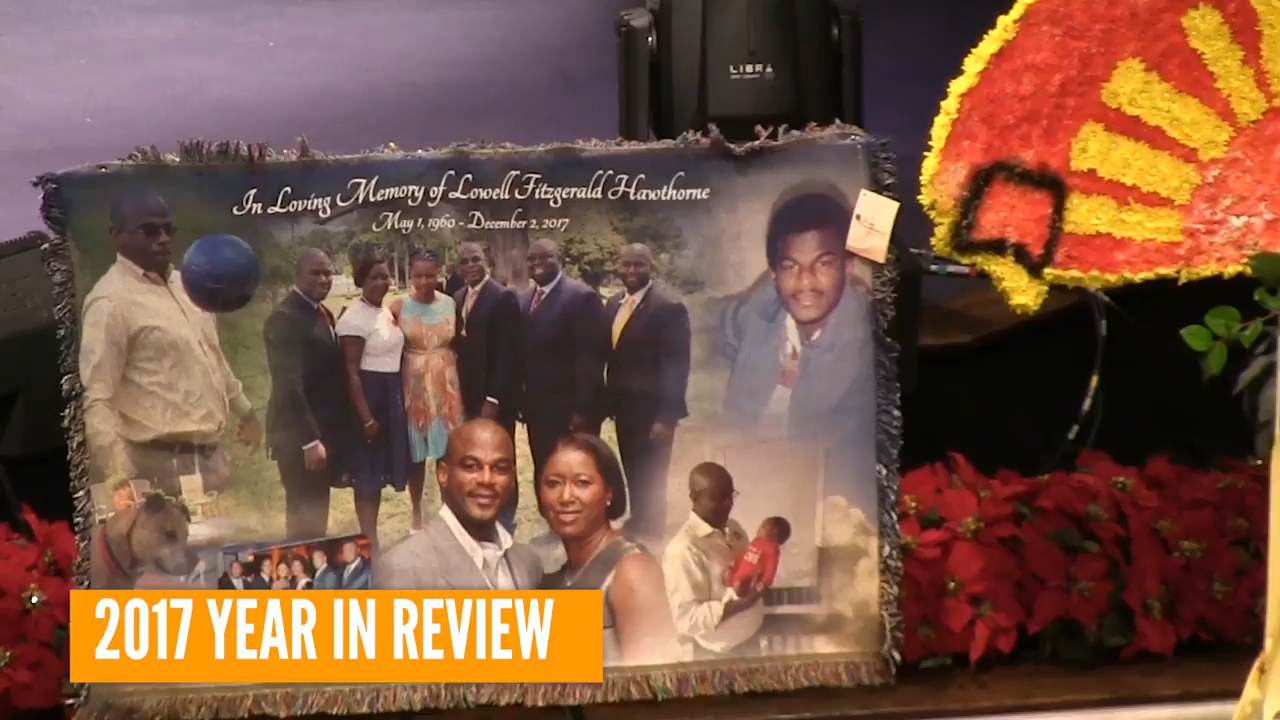 LIBRA
In Loving Memory of Lowell Fitzgerald Hawthorne
May 1, 1960 - December 2, 2017
2017 YEAR IN REVIEW